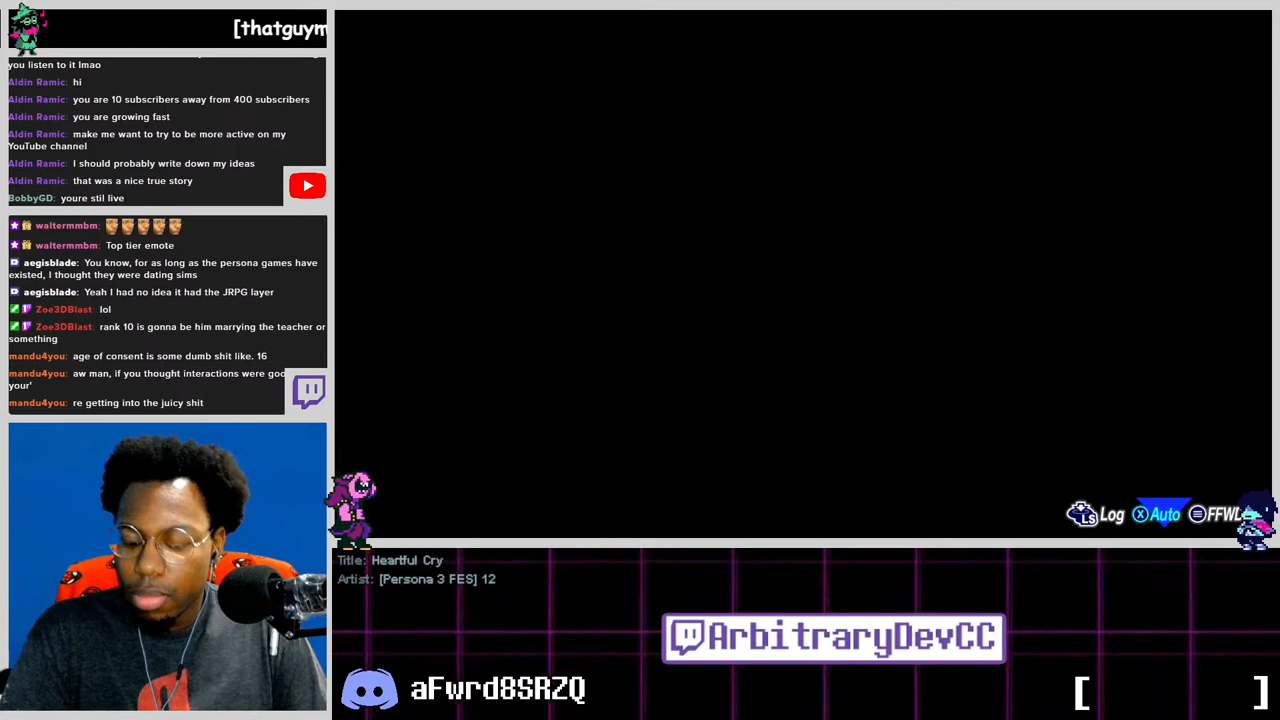 [thatguym
you listen to it lmao
Aldin Ramic: hi
Aldin Ramic: you are 10 subscribers away from 400 subscribers
Aldin Ramic: you are growing fast
Aldin Ramic: make me want to try to be more active on my
YouTube channel
Aldin Ramic: I should probably write down my ideas
Aldin Ramic: that was a nice true story
BobbyGD: youre stil live
waltermmbm:
waltermmbm: Top tier emote
aegisblade: You know, for as long as the persona games have
existed, I thought they were dating sims
aegisblade: Yeah I had no idea it had the JRPG layer
Zoe3DBlast: lol
Zoe3DBlast: rank 10 is gonna be him marrying the teacher or
something
mandu4you: age of consent is some dumb shit like. 16
mandu4you: aw man, if you thought interactions were goo
your'
mandu4you: re getting into the juicy shit
LS Log X Auto FFWD
Title: Heartful Cry
Artist: [Persona 3 FES] 12
ArbitraryDevCC
aFwrd8SRZQ
[ ]